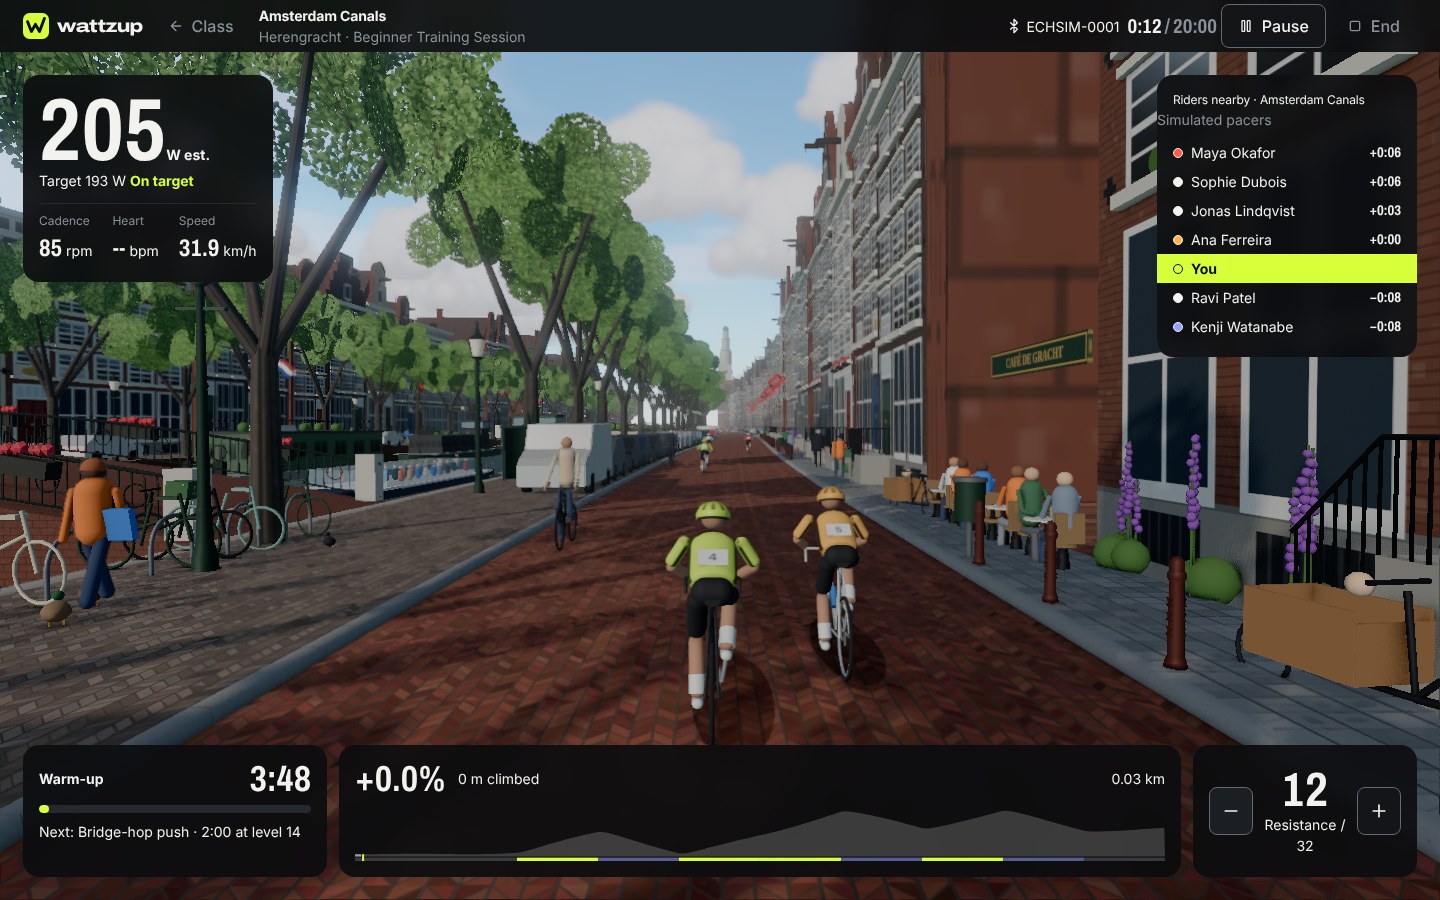 wattzup
Class
Amsterdam Canals
Herengracht · Beginner Training Session
ECHSIM-0001 0:12 / 20:00
Pause
End
205 W est.
Target 193 W On target
Cadence Heart Speed
85 rpm -- bpm 31.9 km/h
Riders nearby · Amsterdam Canals
Simulated pacers
Maya Okafor +0:06
Sophie Dubois +0:06
Jonas Lindqvist +0:03
Ana Ferreira +0:00
You
Ravi Patel −0:08
Kenji Watanabe −0:08
CAFÉ DE GRACHT
4
5
Warm-up 3:48
Next: Bridge-hop push · 2:00 at level 14
+0.0% 0 m climbed 0.03 km
− 12 +
Resistance /
32